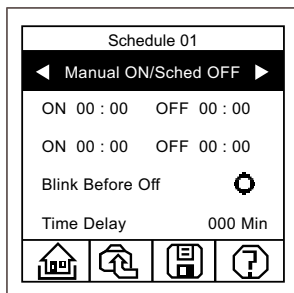 Schedule 01
Manual ON/Sched OFF
ON 00 : 00 OFF 00 : 00
ON 00 : 00 OFF 00 : 00
Blink Before Off
Time Delay 000 Min
?